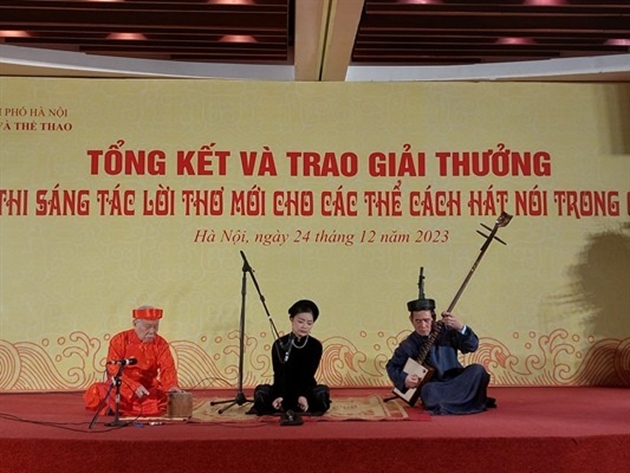 PHỐ HÀ NỘI
VÀ THỂ THAO
TỔNG KẾT VÀ TRAO GIẢI THƯỞNG
THI SÁNG TÁC LỜI THƠ MỚI CHO CÁC THỂ CÁCH HÁT NÓI TRONG
Hà Nội, ngày 24 tháng 12 năm 2023